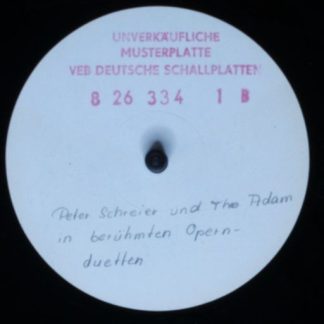 UNVERKÄUFLICHE
MUSTERPLATTE
VEB DEUTSCHE SCHALLPLATTEN
8 26 334 1 B
Peter Schreier und Theo Adam
in berühmten Opern-
duetten